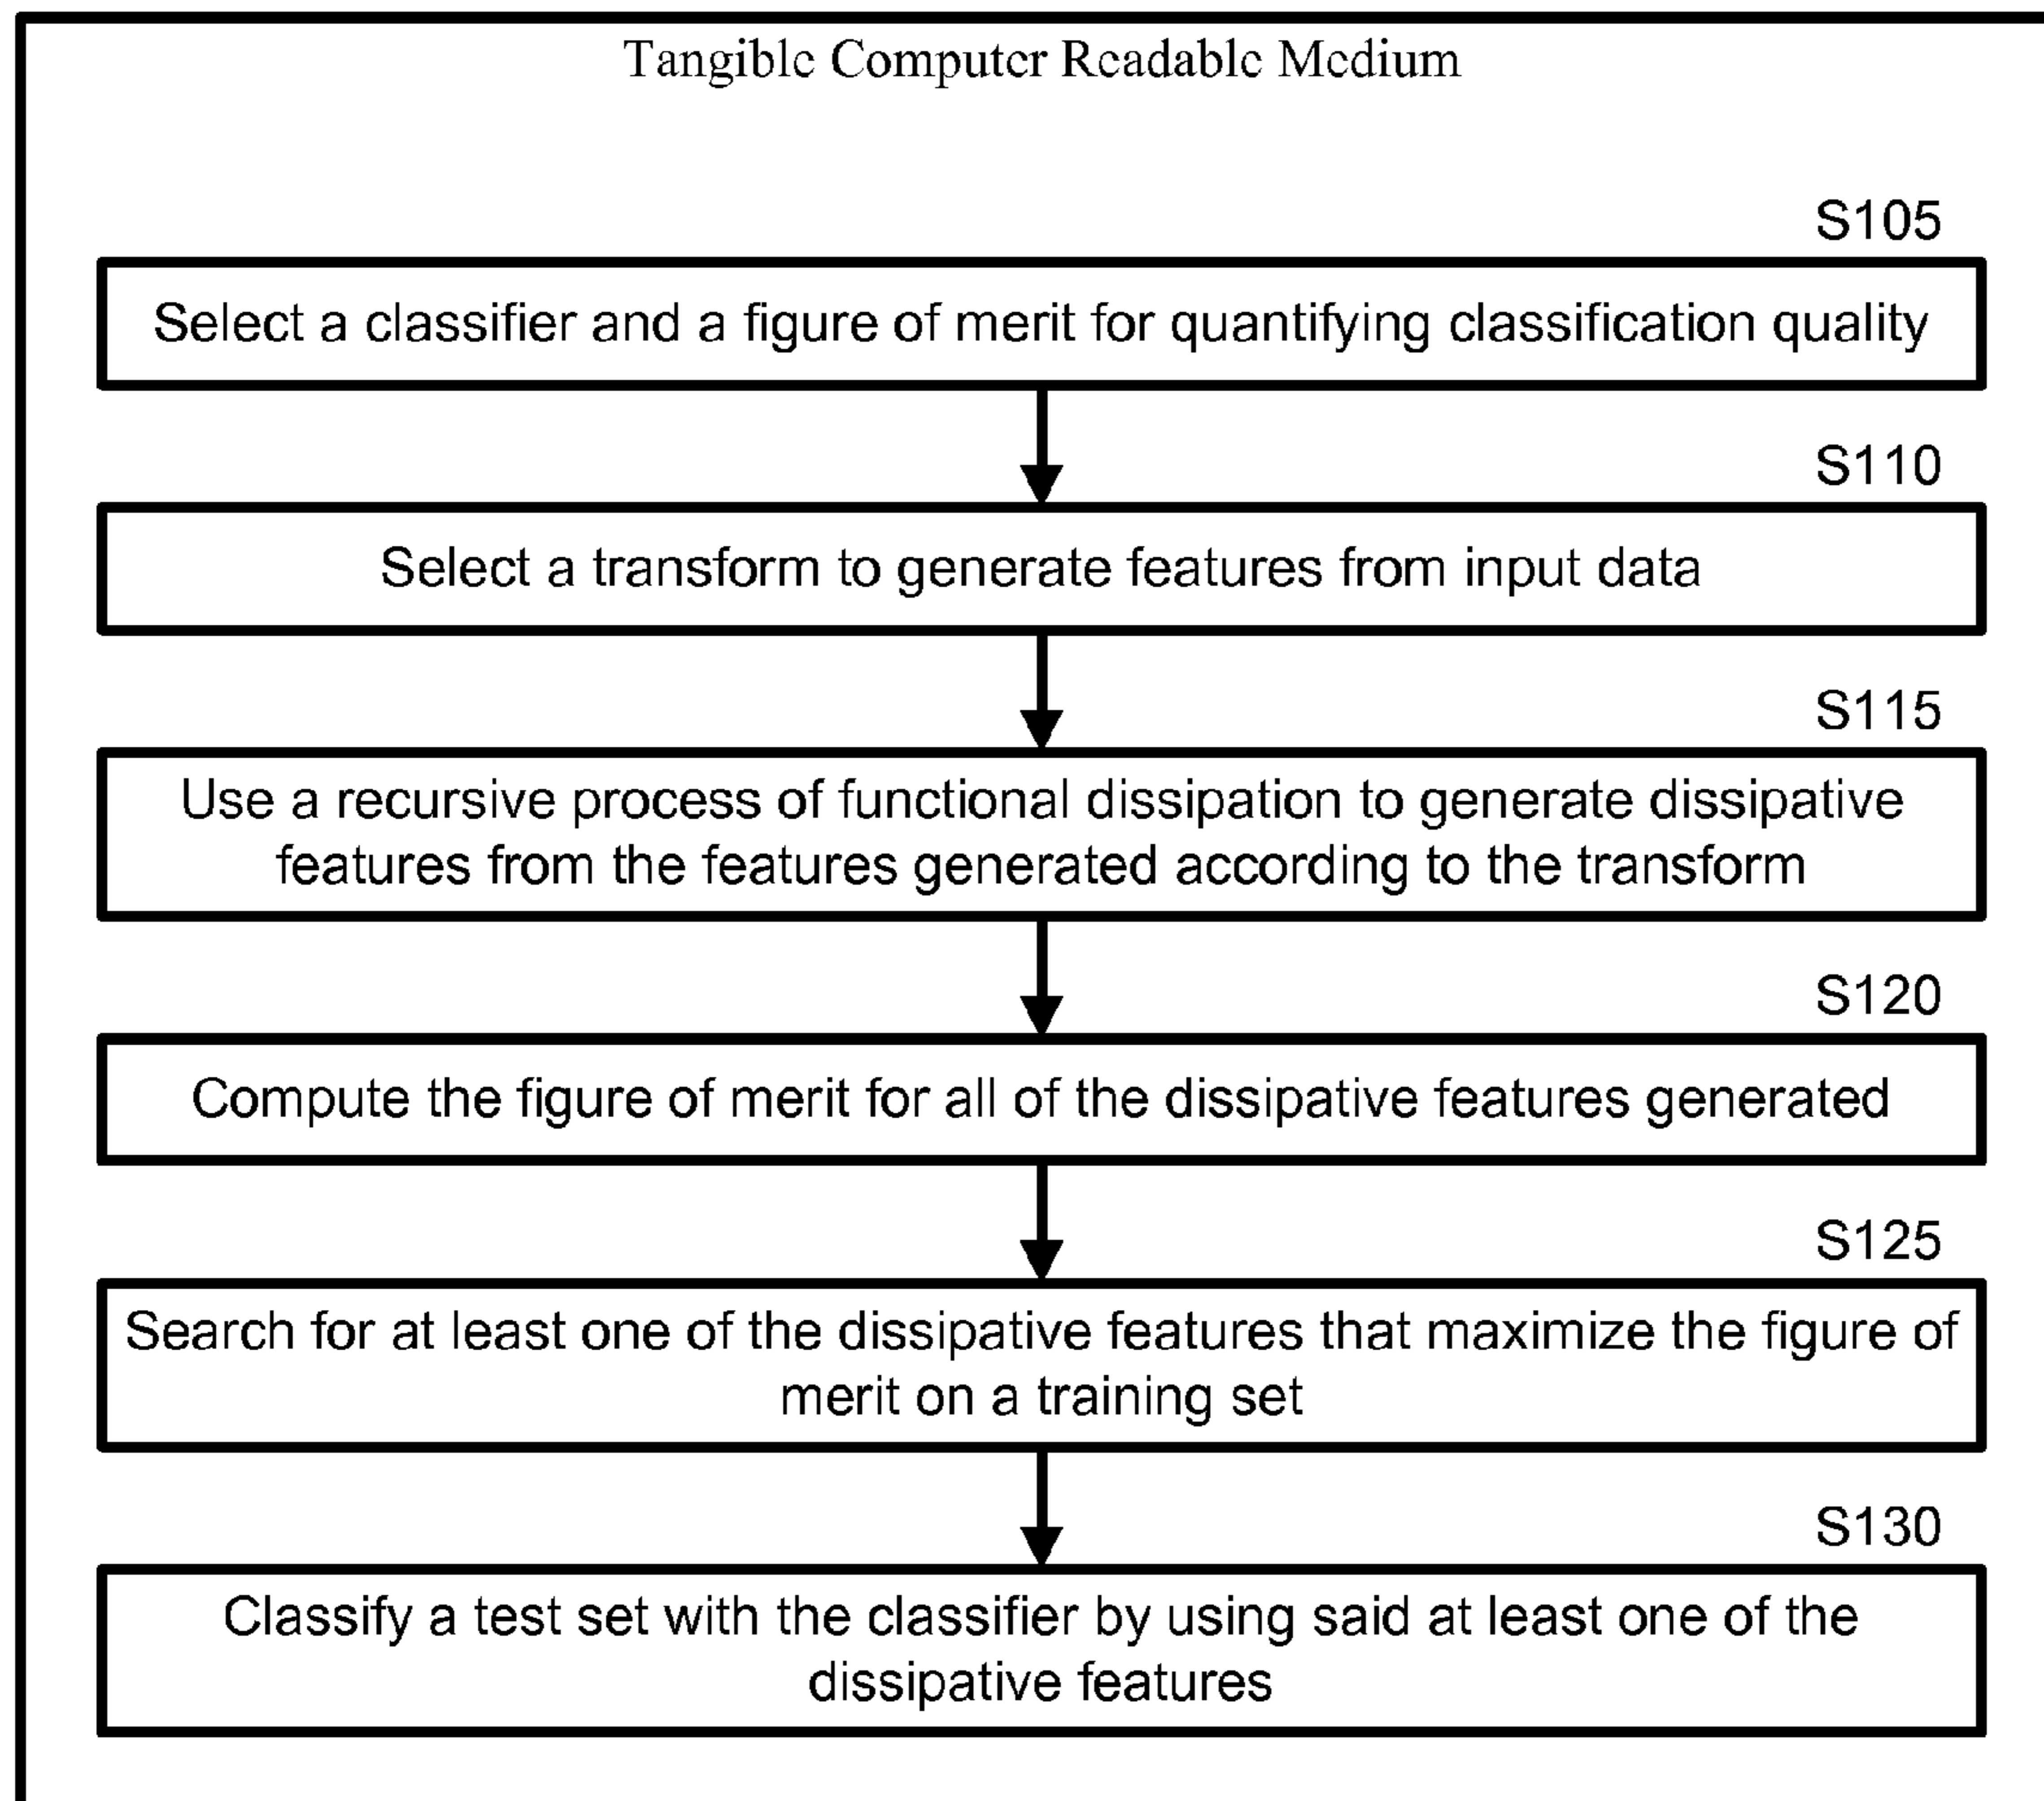 Tangible Computer Readable Medium
S105
Select a classifier and a figure of merit for quantifying classification quality
S110
Select a transform to generate features from input data
S115
Use a recursive process of functional dissipation to generate dissipative
features from the features generated according to the transform
S120
Compute the figure of merit for all of the dissipative features generated
S125
Search for at least one of the dissipative features that maximize the figure of
merit on a training set
S130
Classify a test set with the classifier by using said at least one of the
dissipative features